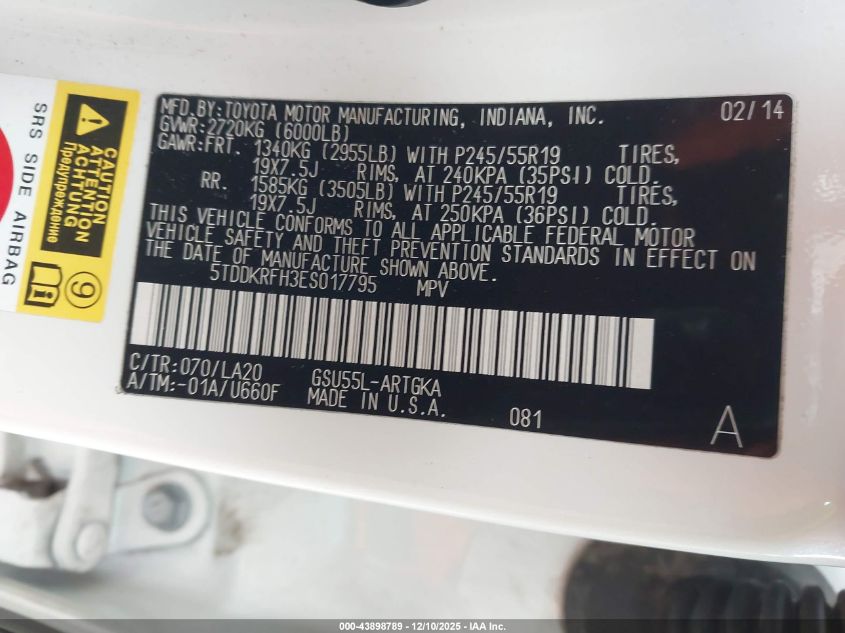 MFD.BY:TOYOTA MOTOR MANUFACTURING, INDIANA, INC. 02/14
GVWR:2720KG (6000LB)
GAWR:FRT. 1340KG (2955LB) WITH P245/55R19 TIRES,
19X7.5J RIMS, AT 240KPA (35PSI) COLD.
RR. 1585KG (3505LB) WITH P245/55R19 TIRES,
19X7.5J RIMS, AT 250KPA (36PSI) COLD.
THIS VEHICLE CONFORMS TO ALL APPLICABLE FEDERAL MOTOR
VEHICLE SAFETY AND THEFT PREVENTION STANDARDS IN EFFECT ON
THE DATE OF MANUFACTURE SHOWN ABOVE.
5TDDKRFH3ES017795 MPV
C/TR:070/LA20 GSU55L-ARTGKA
A/TM:-01A/U660F MADE IN U.S.A. 081 A
SRS SIDE AIRBAG
CAUTION
ATTENTION
ACHTUNG
Предупреждение
9
000-43898789 - 12/10/2025 - IAA Inc.